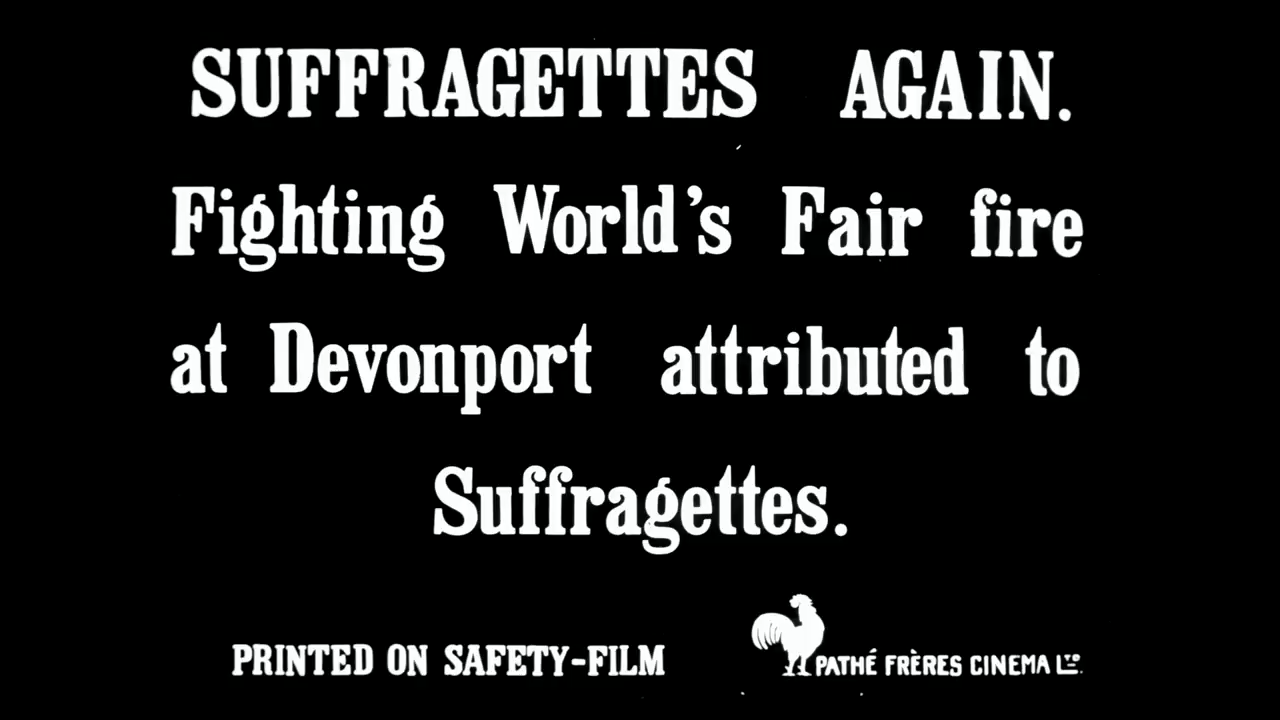 SUFFRAGETTES AGAIN.
Fighting World's Fair fire
at Devonport attributed to
Suffragettes.
PRINTED ON SAFETY-FILM
PATHÉ FRÈRES CINEMA LTD.